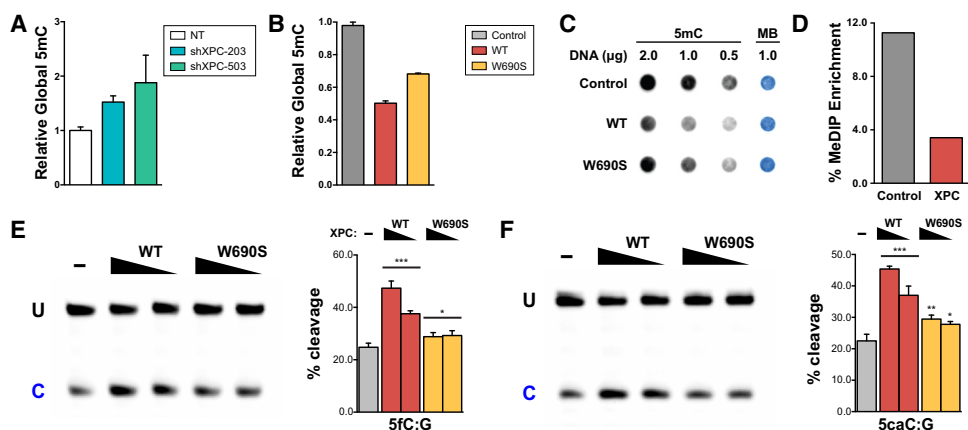 A
Relative Global 5mC
2
1
0
NT
shXPC-203
shXPC-503
B
Relative Global 5mC
1.0
0.8
0.6
0.4
0.2
0.0
Control
WT
W690S
C
5mC MB
DNA (µg) 2.0 1.0 0.5 1.0
Control
WT
W690S
D
% MeDIP Enrichment
12.0
8.0
4.0
0
Control XPC
E
– WT W690S
U
C
XPC: – WT W690S
% cleavage
60.0
40.0
20.0
0.0
***
*
5fC:G
F
– WT W690S
U
C
– WT W690S
% cleavage
50.0
40.0
30.0
20.0
10.0
0.0
***
**
*
5caC:G